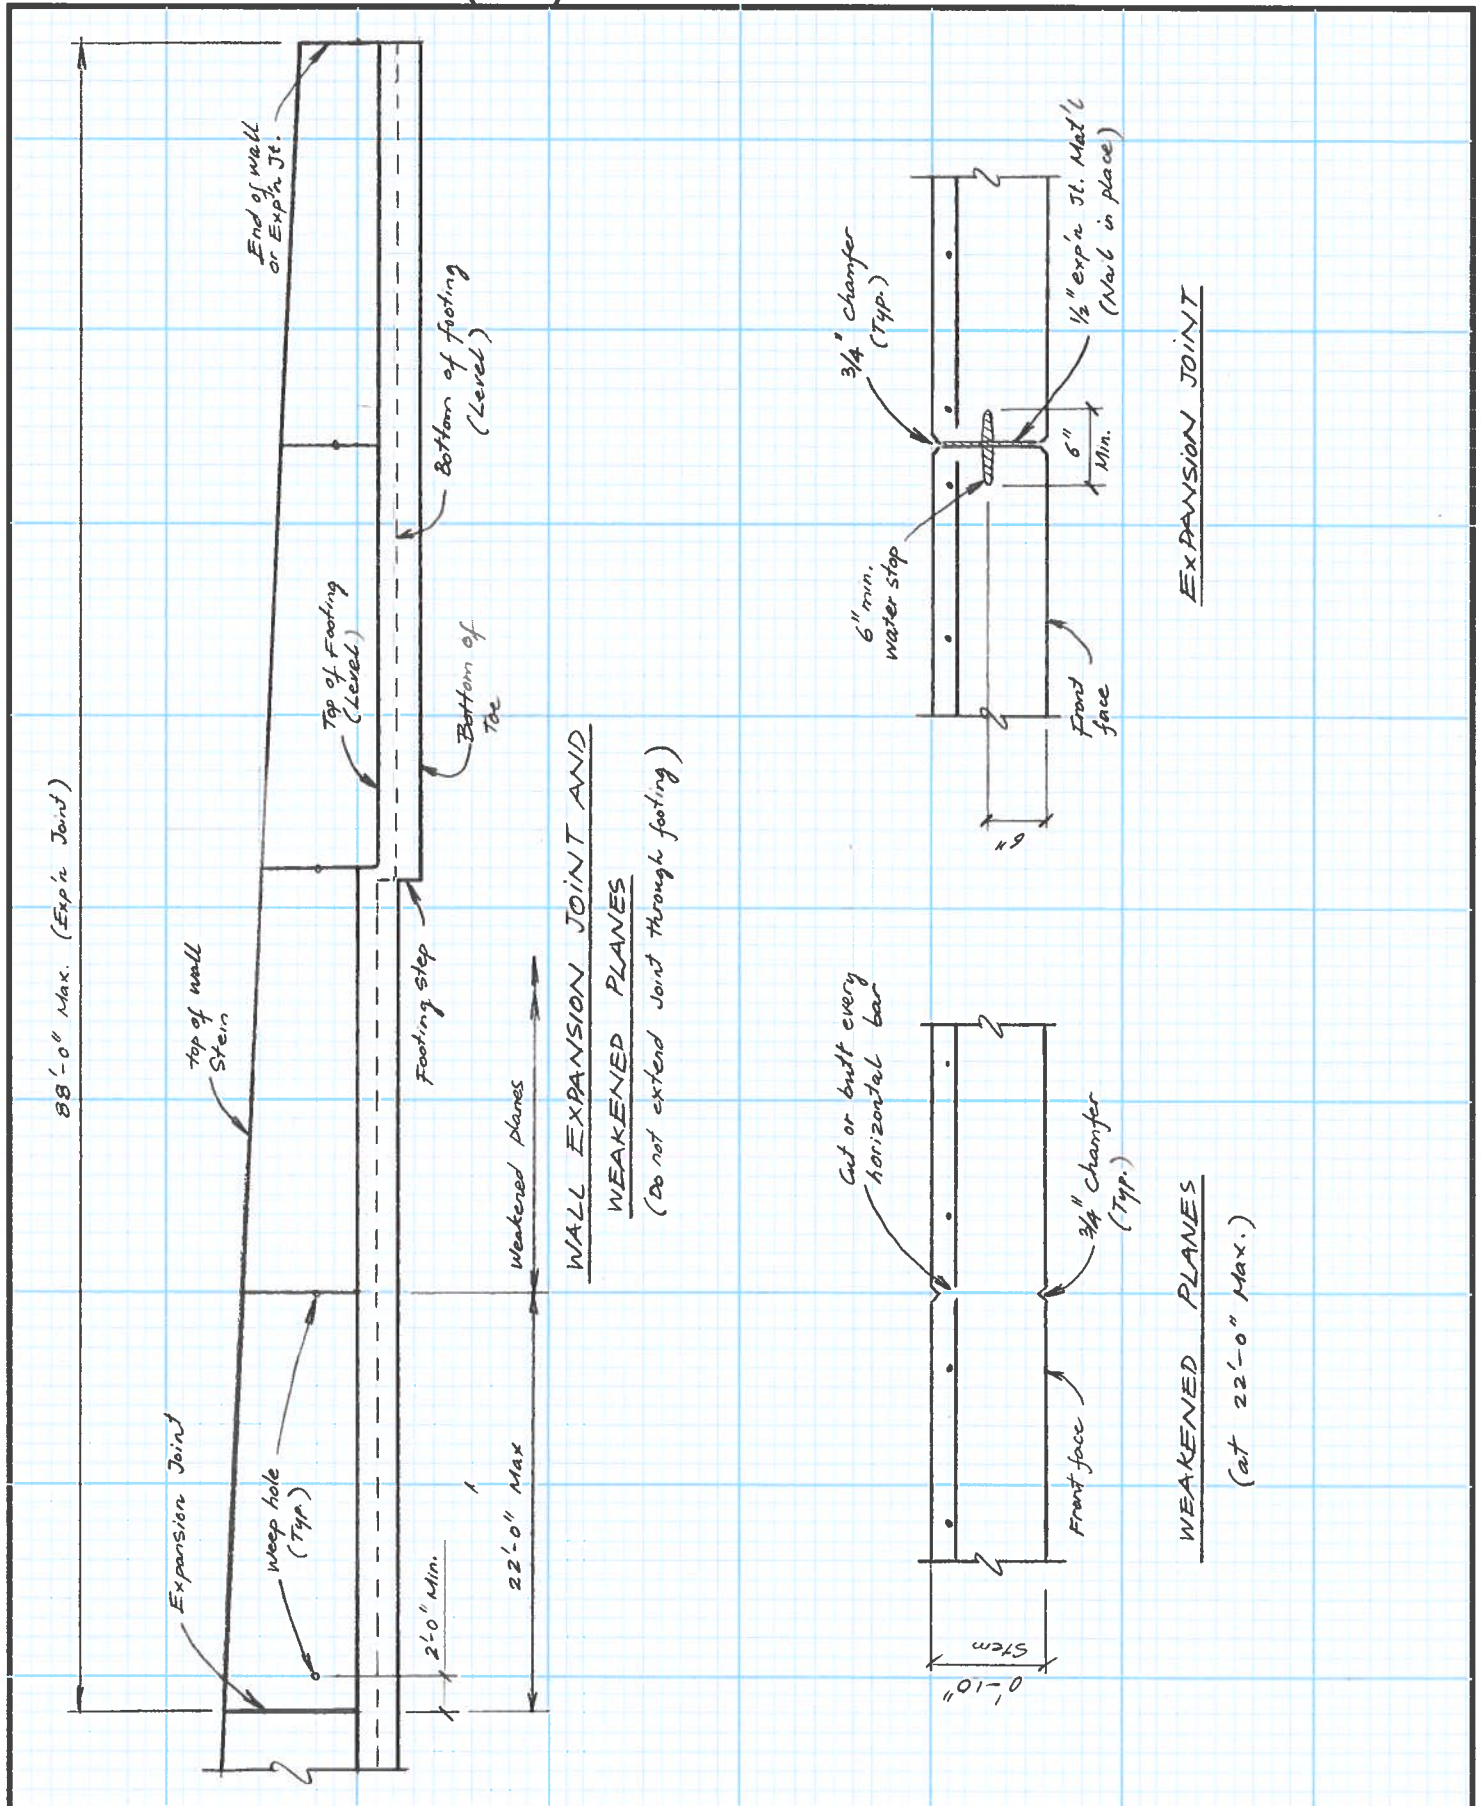 88'-0" Max. (Exp'n Joint)
End of wall
or Exp'n Jt.
top of wall
Stem
Expansion Joint
Weep hole
(Typ.)
Top of Footing
(Level)
Bottom of footing
(Level)
Bottom of
Toe
Footing step
2'-0" Min.
22'-0" Max
Weakened planes
WALL EXPANSION JOINT AND
WEAKENED PLANES
(Do not extend Joint through footing)
Cut or butt every
horizontal bar
3/4" Chamfer
(Typ.)
Front face
0'-10"
Stem
WEAKENED PLANES
(at 22'-0" Max.)
3/4" Chamfer
(Typ.)
1/2" exp'n Jt. Mat'l
(Nail in place)
6" min.
water stop
6"
Min.
6"
Front
face
EXPANSION JOINT